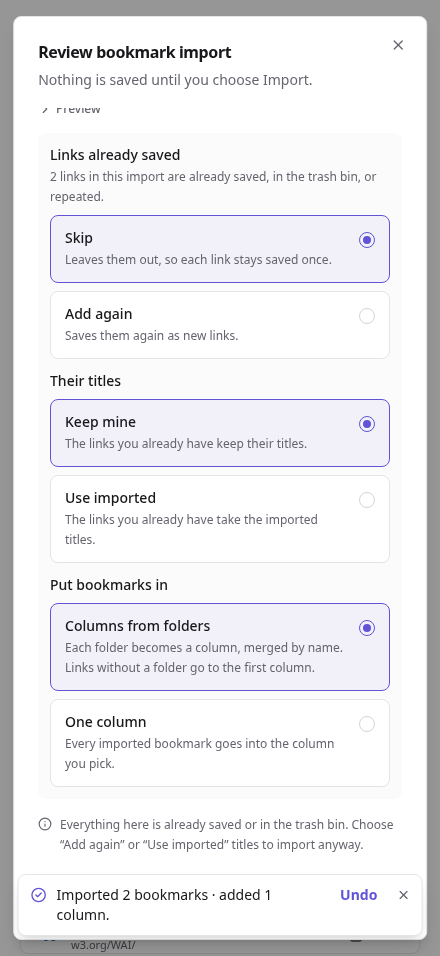 Review bookmark import
Nothing is saved until you choose Import.
Preview
Links already saved
2 links in this import are already saved, in the trash bin, or
repeated.
Skip
Leaves them out, so each link stays saved once.
Add again
Saves them again as new links.
Their titles
Keep mine
The links you already have keep their titles.
Use imported
The links you already have take the imported
titles.
Put bookmarks in
Columns from folders
Each folder becomes a column, merged by name.
Links without a folder go to the first column.
One column
Every imported bookmark goes into the column
you pick.
Everything here is already saved or in the trash bin. Choose
“Add again” or “Use imported” titles to import anyway.
Imported 2 bookmarks · added 1
column.
Undo
w3.org/WAI/